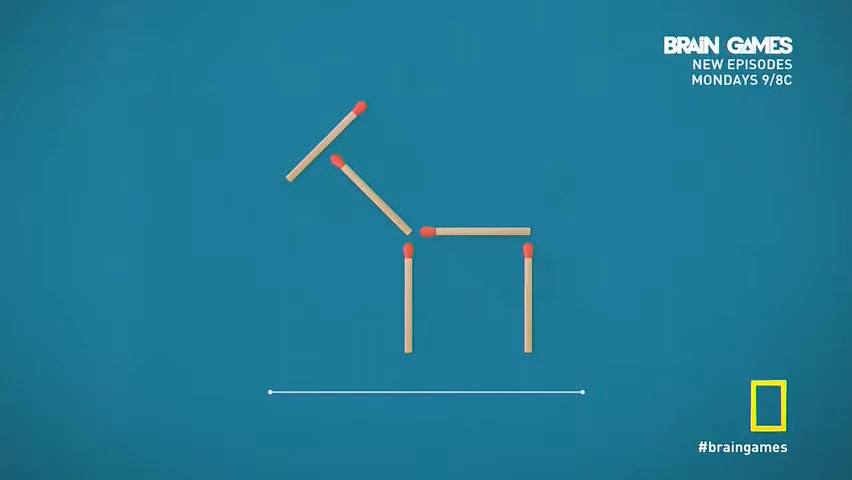 BRAIN GAMES
NEW EPISODES
MONDAYS 9/8C
#braingames